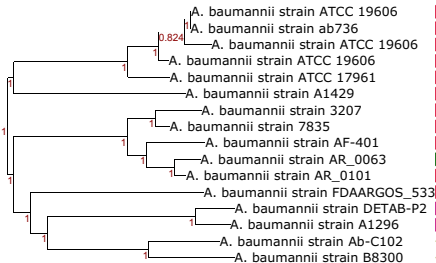 A. baumannii strain ATCC 19606
A. baumannii strain ab736
0.824
1
A. baumannii strain ATCC 19606
A. baumannii strain ATCC 19606
1
A. baumannii strain ATCC 17961
1
A. baumannii strain A1429
1
A. baumannii strain 3207
1
A. baumannii strain 7835
1
1
A. baumannii strain AF-401
A. baumannii strain AR_0063
1
1
A. baumannii strain AR_0101
1
A. baumannii strain FDAARGOS_533
1
A. baumannii strain DETAB-P2
1
A. baumannii strain A1296
1
A. baumannii strain Ab-C102
1
A. baumannii strain B8300